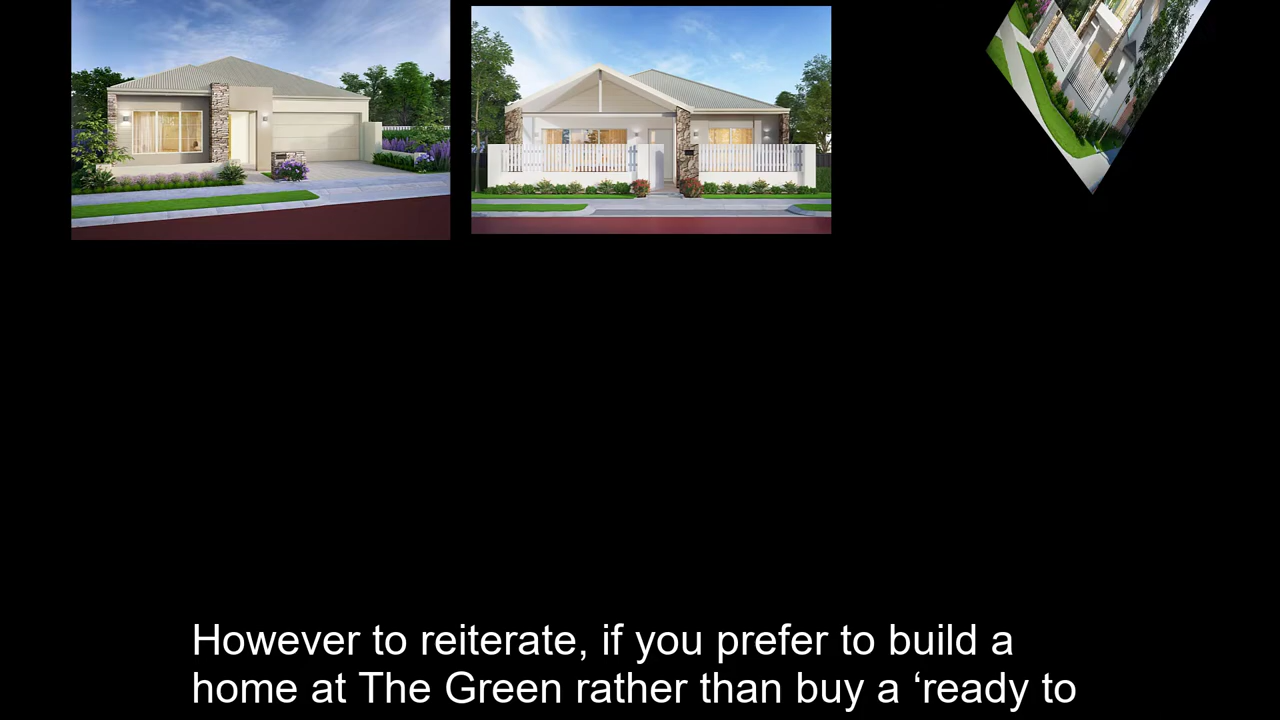 However to reiterate, if you prefer to build a
home at The Green rather than buy a ‘ready to